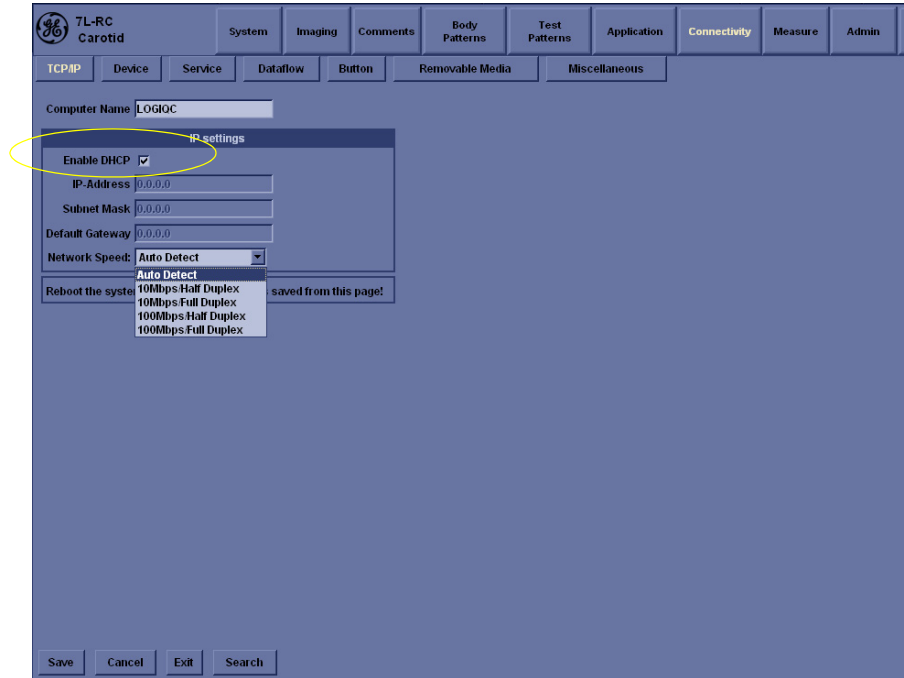 7L-RC
Carotid
System
Imaging
Comments
Body
Patterns
Test
Patterns
Application
Connectivity
Measure
Admin
TCP/IP
Device
Service
Dataflow
Button
Removable Media
Miscellaneous
Computer Name LOGIQC
IP settings
Enable DHCP
IP-Address 0.0.0.0
Subnet Mask 0.0.0.0
Default Gateway 0.0.0.0
Network Speed: Auto Detect
Auto Detect
10Mbps/Half Duplex
10Mbps/Full Duplex
100Mbps/Half Duplex
100Mbps/Full Duplex
Reboot the saved from this page!
Save
Cancel
Exit
Search